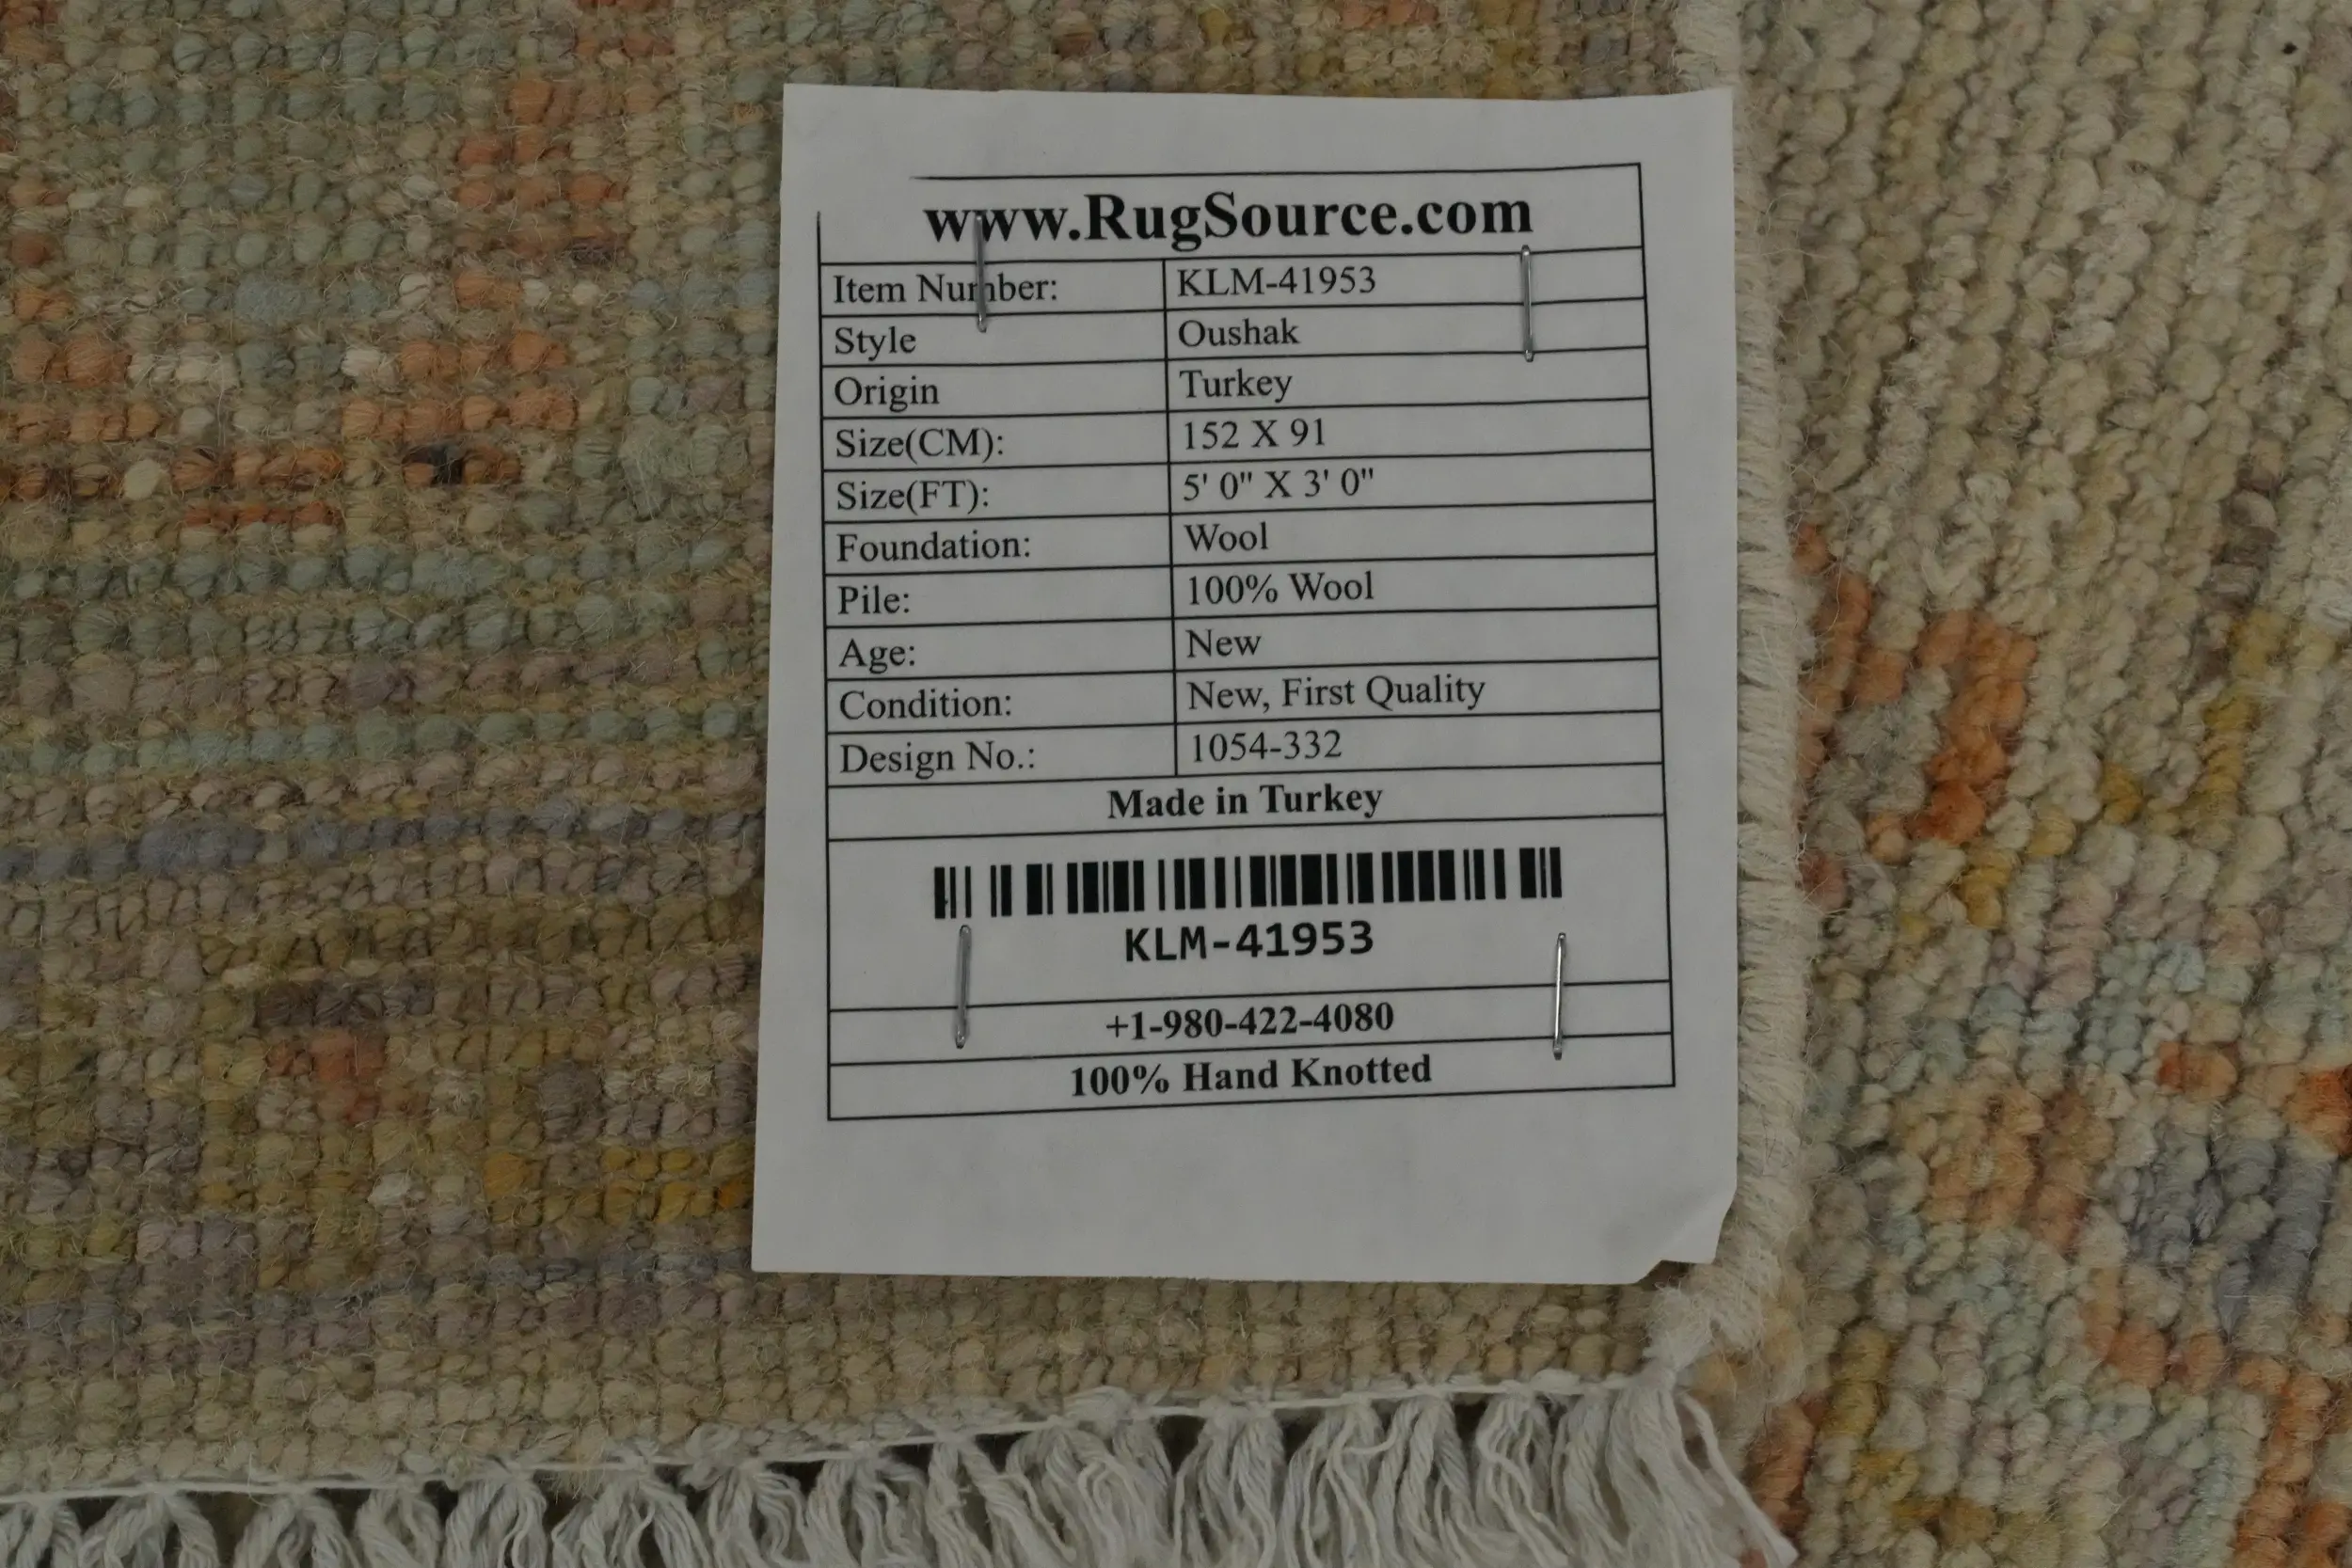 www.RugSource.com
Item Number: KLM-41953
Style Oushak
Origin Turkey
Size(CM): 152 X 91
Size(FT): 5' 0" X 3' 0"
Foundation: Wool
Pile: 100% Wool
Age: New
Condition: New, First Quality
Design No.: 1054-332
Made in Turkey
KLM-41953
+1-980-422-4080
100% Hand Knotted